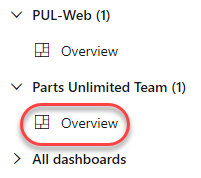 PUL-Web (1)
Overview
Parts Unlimited Team (1)
Overview
All dashboards